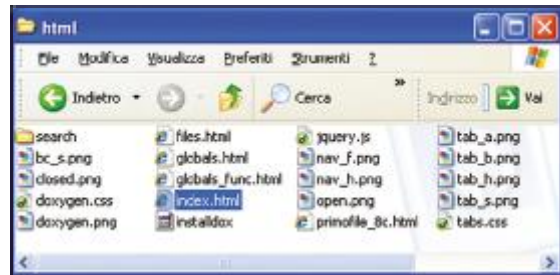 html
File Modifica Visualizza Preferiti Strumenti ?
Indietro Cerca » Indirizzo Vai
search files.html jquery.js tab_a.png
bc_s.png globals.html nav_f.png tab_b.png
closed.png globals_func.html nav_h.png tab_h.png
doxygen.css index.html open.png tab_s.png
doxygen.png installdox primofile_8c.html tabs.css